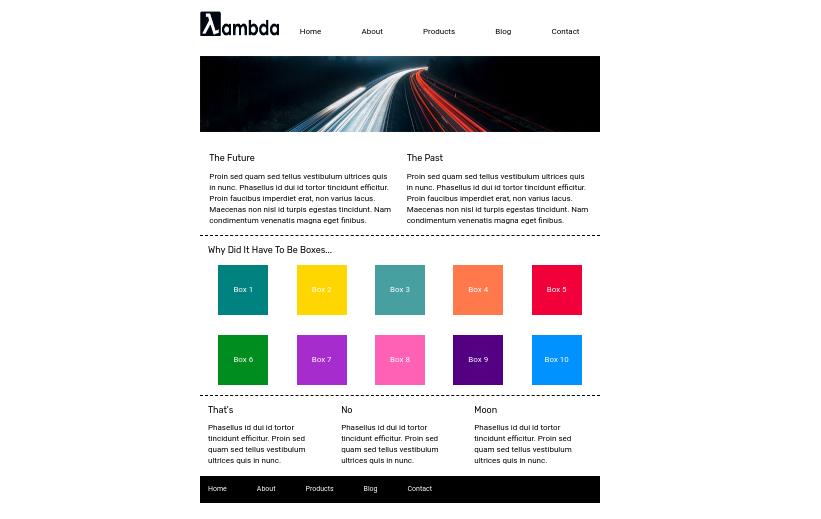 λambda
Home About Products Blog Contact
The Future
Proin sed quam sed tellus vestibulum ultrices quis
in nunc. Phasellus id dui id tortor tincidunt efficitur.
Proin faucibus imperdiet erat, non varius lacus.
Maecenas non nisl id turpis egestas tincidunt. Nam
condimentum venenatis magna eget finibus.
The Past
Proin sed quam sed tellus vestibulum ultrices quis
in nunc. Phasellus id dui id tortor tincidunt efficitur.
Proin faucibus imperdiet erat, non varius lacus.
Maecenas non nisl id turpis egestas tincidunt. Nam
condimentum venenatis magna eget finibus.
Why Did It Have To Be Boxes...
Box 1 Box 2 Box 3 Box 4 Box 5
Box 6 Box 7 Box 8 Box 9 Box 10
That's
Phasellus id dui id tortor
tincidunt efficitur. Proin sed
quam sed tellus vestibulum
ultrices quis in nunc.
No
Phasellus id dui id tortor
tincidunt efficitur. Proin sed
quam sed tellus vestibulum
ultrices quis in nunc.
Moon
Phasellus id dui id tortor
tincidunt efficitur. Proin sed
quam sed tellus vestibulum
ultrices quis in nunc.
Home About Products Blog Contact